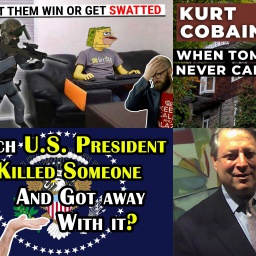 T THEM WIN OR GET SWATTED
KURT
COBAIN
WHEN TOM
NEVER CA
CH U.S. PRESIDENT
KILLED SOMEONE
AND GOT AWAY
WITH IT?